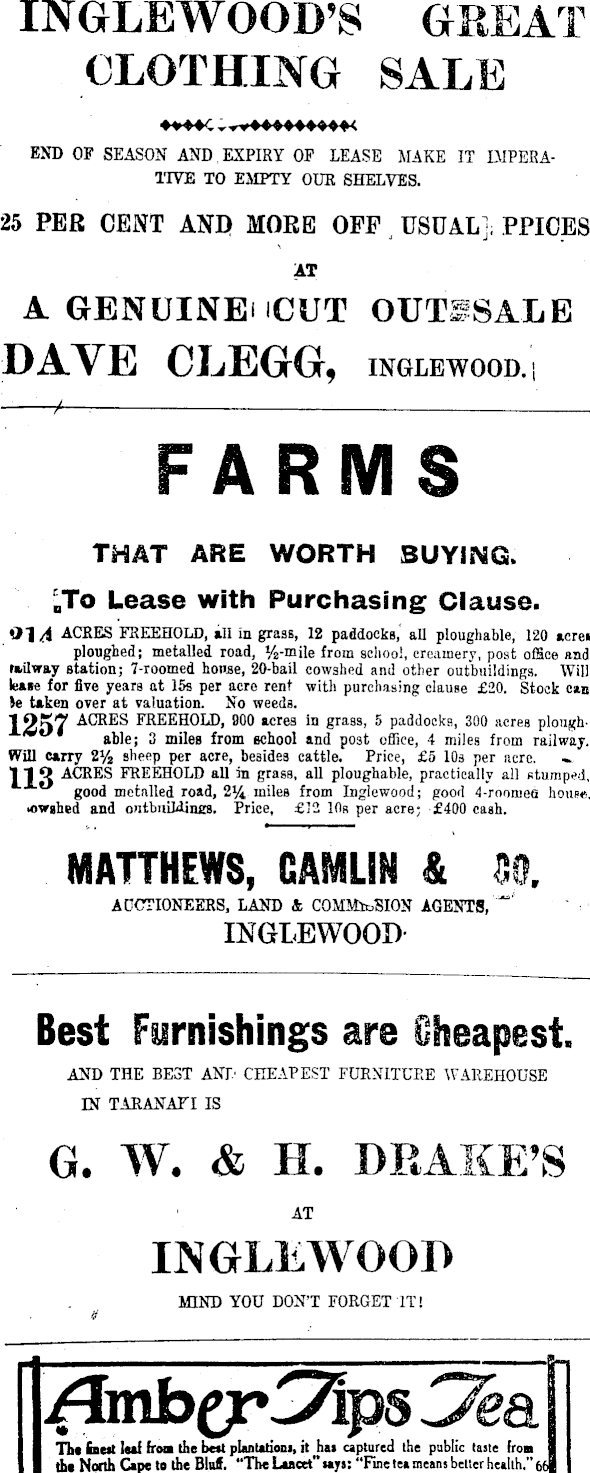 INGLEWOOD'S GREAT
CLOTHING SALE
END OF SEASON AND EXPIRY OF LEASE MAKE IT IMPERA-
TIVE TO EMPTY OUR SHELVES.
25 PER CENT AND MORE OFF USUAL PPICES
AT
A GENUINE CUT OUT SALE
DAVE CLEGG, INGLEWOOD.
FARMS
THAT ARE WORTH BUYING.
To Lease with Purchasing Clause.
214 ACRES FREEHOLD, all in grass, 12 paddocks, all ploughable, 120 acres
ploughed; metalled road, ½-mile from school, creamery, post office and
railway station; 7-roomed house, 20-bail cowshed and other outbuildings. Will
lease for five years at 15s per acre rent with purchasing clause £20. Stock can
be taken over at valuation. No weeds.
1257 ACRES FREEHOLD, 900 acres in grass, 5 paddocks, 300 acres plough-
able; 3 miles from school and post office, 4 miles from railway.
Will carry 2½ sheep per acre, besides cattle. Price, £5 10s per acre.
113 ACRES FREEHOLD all in grass, all ploughable, practically all stumped,
good metalled road, 2¼ miles from Inglewood; good 4-roomed house,
cowshed and outbuildings. Price, £12 10s per acre; £400 cash.
MATTHEWS, GAMLIN & CO.
AUCTIONEERS, LAND & COMMISSION AGENTS,
INGLEWOOD.
Best Furnishings are Cheapest.
AND THE BEST AND CHEAPEST FURNITURE WAREHOUSE
IN TARANAKI IS
G. W. & H. DRAKE'S
AT
INGLEWOOD
MIND YOU DON'T FORGET IT!
Amber Tips Tea
The finest leaf from the best plantations, it has captured the public taste from
the North Cape to the Bluff. "The Lancet" says: "Fine tea means better health." 66